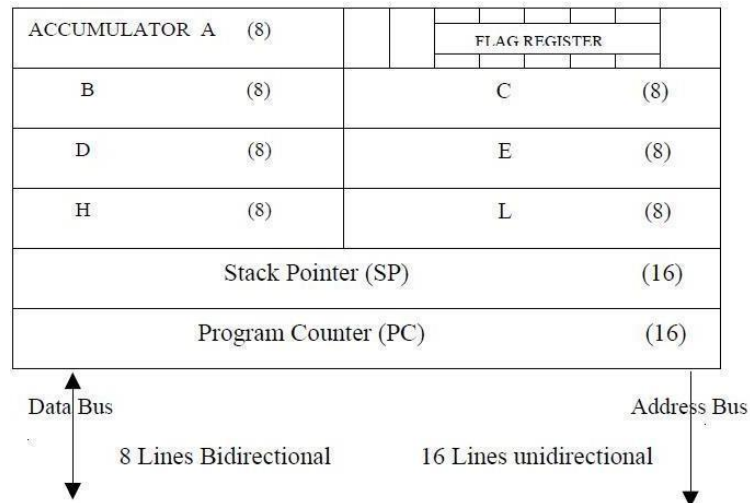 ACCUMULATOR A (8) FLAG REGISTER
B (8) C (8)
D (8) E (8)
H (8) L (8)
Stack Pointer (SP) (16)
Program Counter (PC) (16)
Data Bus Address Bus
8 Lines Bidirectional 16 Lines unidirectional